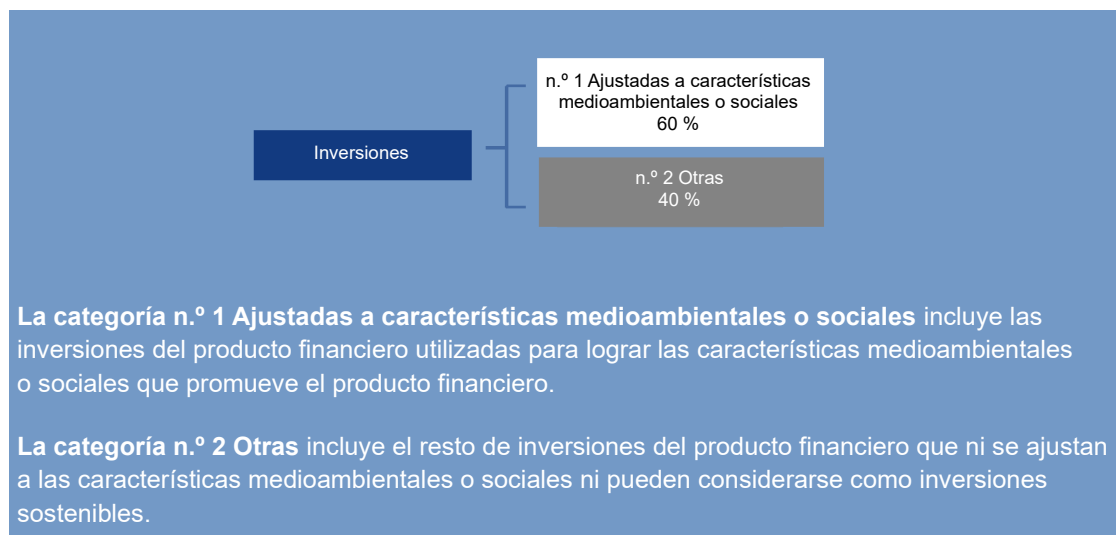 n.º 1 Ajustadas a características
medioambientales o sociales
60 %
Inversiones
n.º 2 Otras
40 %
La categoría n.º 1 Ajustadas a características medioambientales o sociales incluye las
inversiones del producto financiero utilizadas para lograr las características medioambientales
o sociales que promueve el producto financiero.
La categoría n.º 2 Otras incluye el resto de inversiones del producto financiero que ni se ajustan
a las características medioambientales o sociales ni pueden considerarse como inversiones
sostenibles.